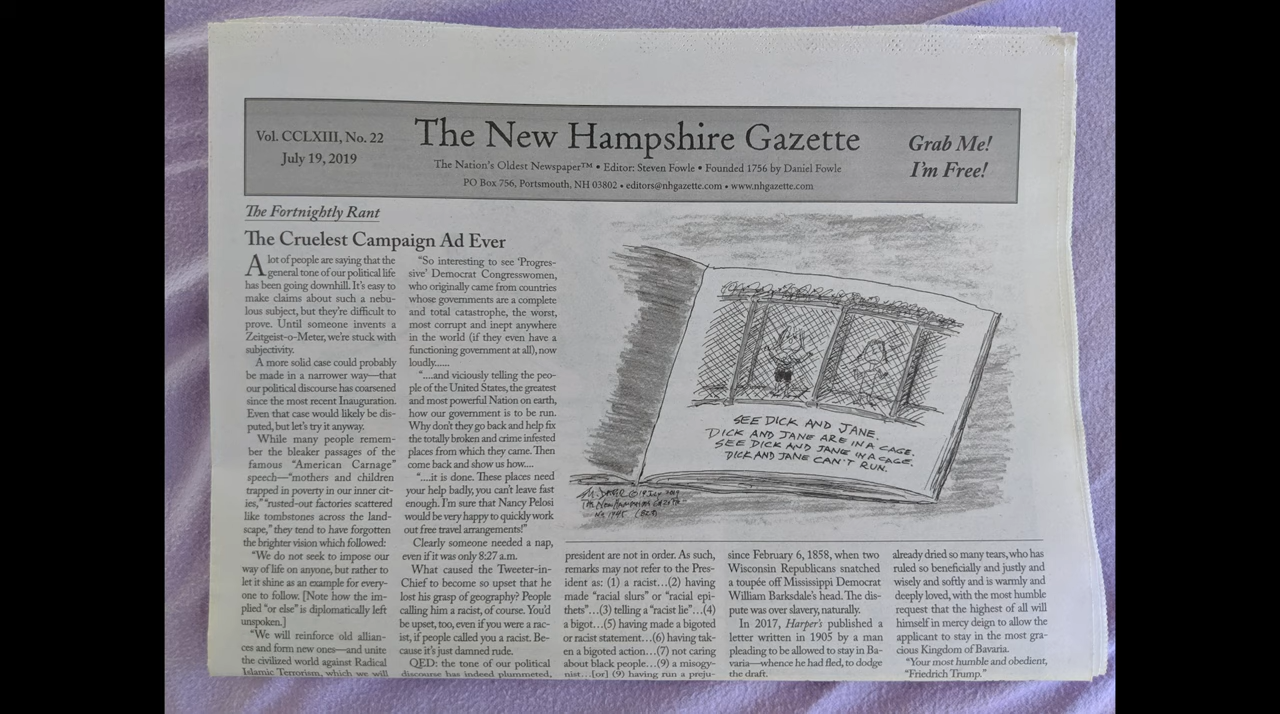 Vol. CCLXIII, No. 22
July 19, 2019
The New Hampshire Gazette
The Nation's Oldest Newspaper™ • Editor: Steven Fowle • Founded 1756 by Daniel Fowle
PO Box 756, Portsmouth, NH 03802 • editors@nhgazette.com • www.nhgazette.com
Grab Me!
I'm Free!
The Fortnightly Rant
The Cruelest Campaign Ad Ever
A lot of people are saying that the
general tone of our political life
has been going downhill. It's easy to
make claims about such a nebu-
lous subject, but they're difficult to
prove. Until someone invents a
Zeitgeist-o-Meter, we're stuck with
subjectivity.
A more solid case could probably
be made in a narrower way—that
our political discourse has coarsened
since the most recent Inauguration.
Even that case would likely be dis-
puted, but let's try it anyway.
While many people remem-
ber the bleaker passages of the
famous "American Carnage"
speech—"mothers and children
trapped in poverty in our inner cit-
ies," "rusted-out factories scattered
like tombstones across the land-
scape," they tend to have forgotten
the brighter vision which followed:
"We do not seek to impose our
way of life on anyone, but rather to
let it shine as an example for every-
one to follow. [Note how the im-
plied "or else" is diplomatically left
unspoken.]
"We will reinforce old allian-
ces and form new ones—and unite
the civilized world against Radical
Islamic Terrorism, which we will
"So interesting to see 'Progres-
sive' Democrat Congresswomen,
who originally came from countries
whose governments are a complete
and total catastrophe, the worst,
most corrupt and inept anywhere
in the world (if they even have a
functioning government at all), now
loudly......
"....and viciously telling the peo-
ple of the United States, the greatest
and most powerful Nation on earth,
how our government is to be run.
Why don't they go back and help fix
the totally broken and crime infested
places from which they came. Then
come back and show us how....
"....it is done. These places need
your help badly, you can't leave fast
enough. I'm sure that Nancy Pelosi
would be very happy to quickly work
out free travel arrangements!"
Clearly someone needed a nap,
even if it was only 8:27 a.m.
What caused the Tweeter-in-
Chief to become so upset that he
lost his grasp of geography? People
calling him a racist, of course. You'd
be upset, too, even if you were a rac-
ist, if people called you a racist. Be-
cause it's just damned rude.
QED: the tone of our political
discourse has indeed plummeted,
SEE DICK AND JANE.
DICK AND JANE ARE IN A CAGE.
SEE DICK AND JANE IN A CAGE.
DICK AND JANE CAN'T RUN.
The New Hampshire Gazette
president are not in order. As such,
remarks may not refer to the Pres-
ident as: (1) a racist…(2) having
made "racial slurs" or "racial epi-
thets"…(3) telling a "racist lie"…(4)
a bigot…(5) having made a bigoted
or racist statement…(6) having tak-
en a bigoted action…(7) not caring
about black people…(9) a misogy-
nist…[or] (9) having run a preju-
since February 6, 1858, when two
Wisconsin Republicans snatched
a toupée off Mississippi Democrat
William Barksdale's head. The dis-
pute was over slavery, naturally.
In 2017, Harper's published a
letter written in 1905 by a man
pleading to be allowed to stay in Ba-
varia—whence he had fled, to dodge
the draft.
already dried so many tears, who has
ruled so beneficially and justly and
wisely and softly and is warmly and
deeply loved, with the most humble
request that the highest of all will
himself in mercy deign to allow the
applicant to stay in the most gra-
cious Kingdom of Bavaria.
"Your most humble and obedient,
"Friedrich Trump."